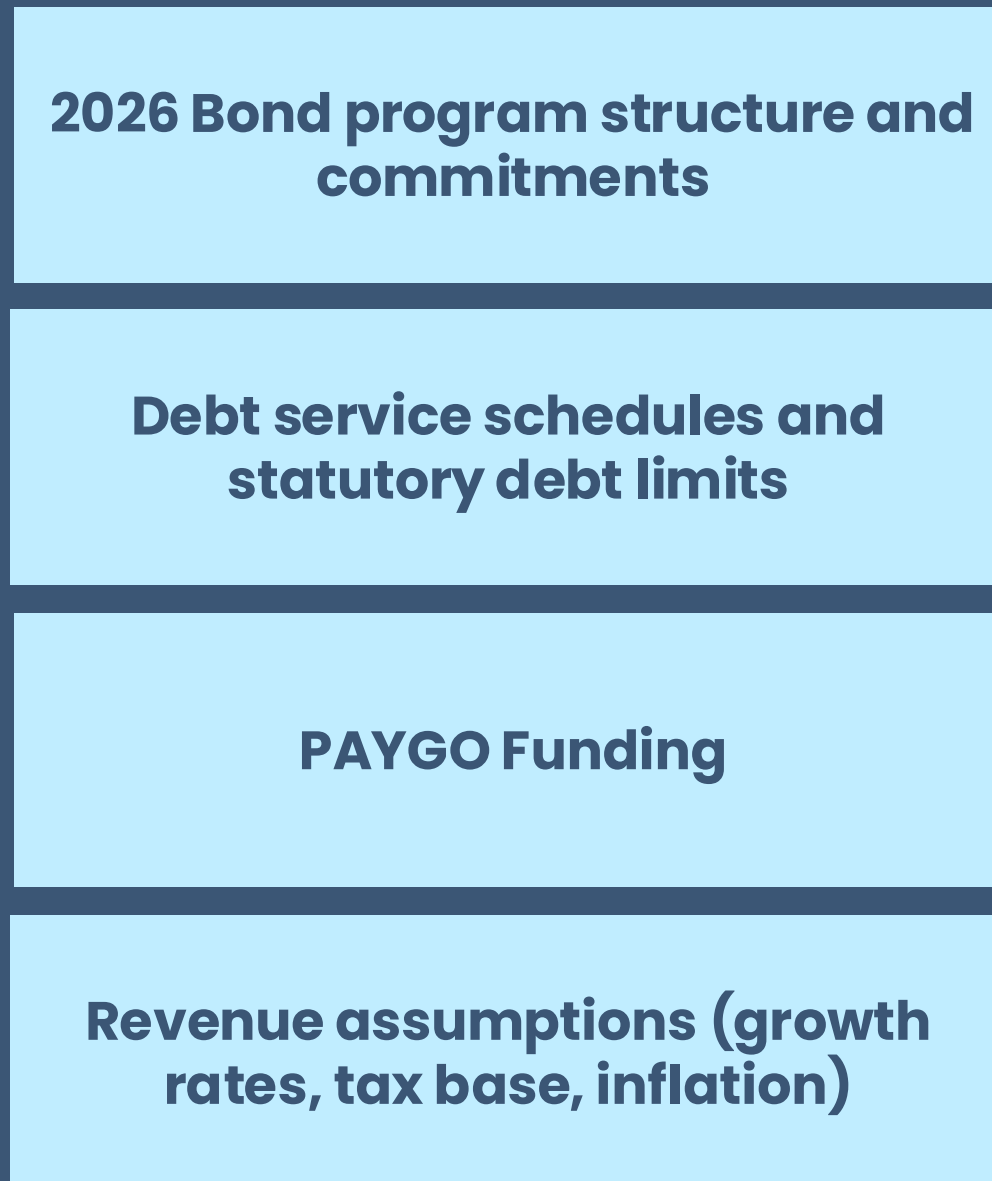 2026 Bond program structure and
commitments
Debt service schedules and
statutory debt limits
PAYGO Funding
Revenue assumptions (growth
rates, tax base, inflation)